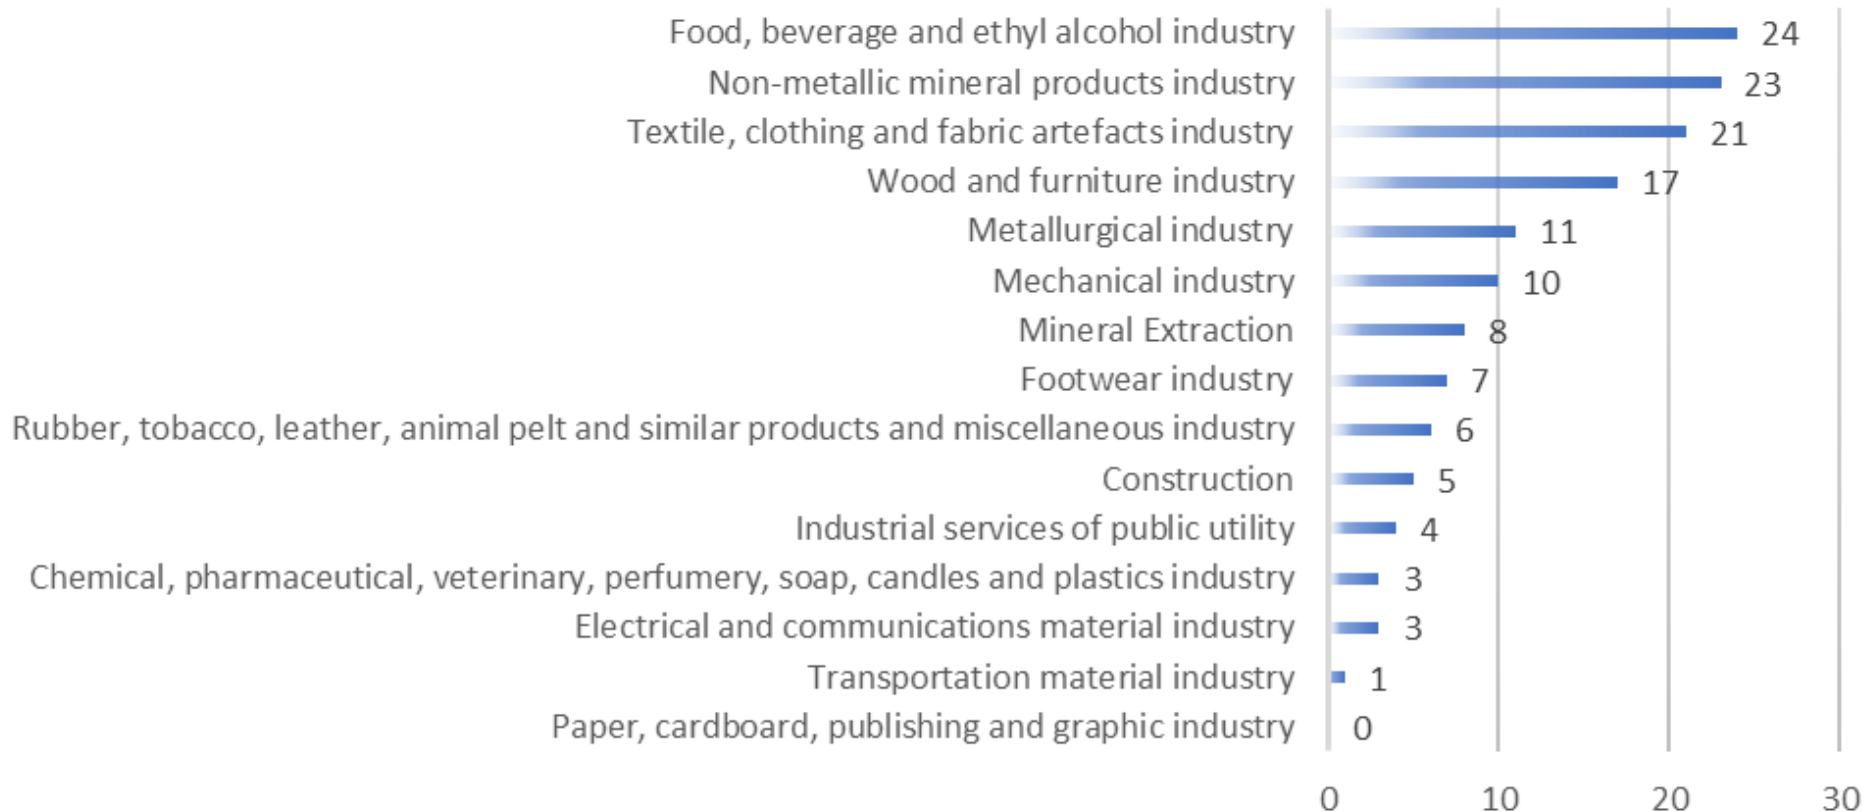 Food, beverage and ethyl alcohol industry 24
Non-metallic mineral products industry 23
Textile, clothing and fabric artefacts industry 21
Wood and furniture industry 17
Metallurgical industry 11
Mechanical industry 10
Mineral Extraction 8
Footwear industry 7
Rubber, tobacco, leather, animal pelt and similar products and miscellaneous industry 6
Construction 5
Industrial services of public utility 4
Chemical, pharmaceutical, veterinary, perfumery, soap, candles and plastics industry 3
Electrical and communications material industry 3
Transportation material industry 1
Paper, cardboard, publishing and graphic industry 0
0 10 20 30